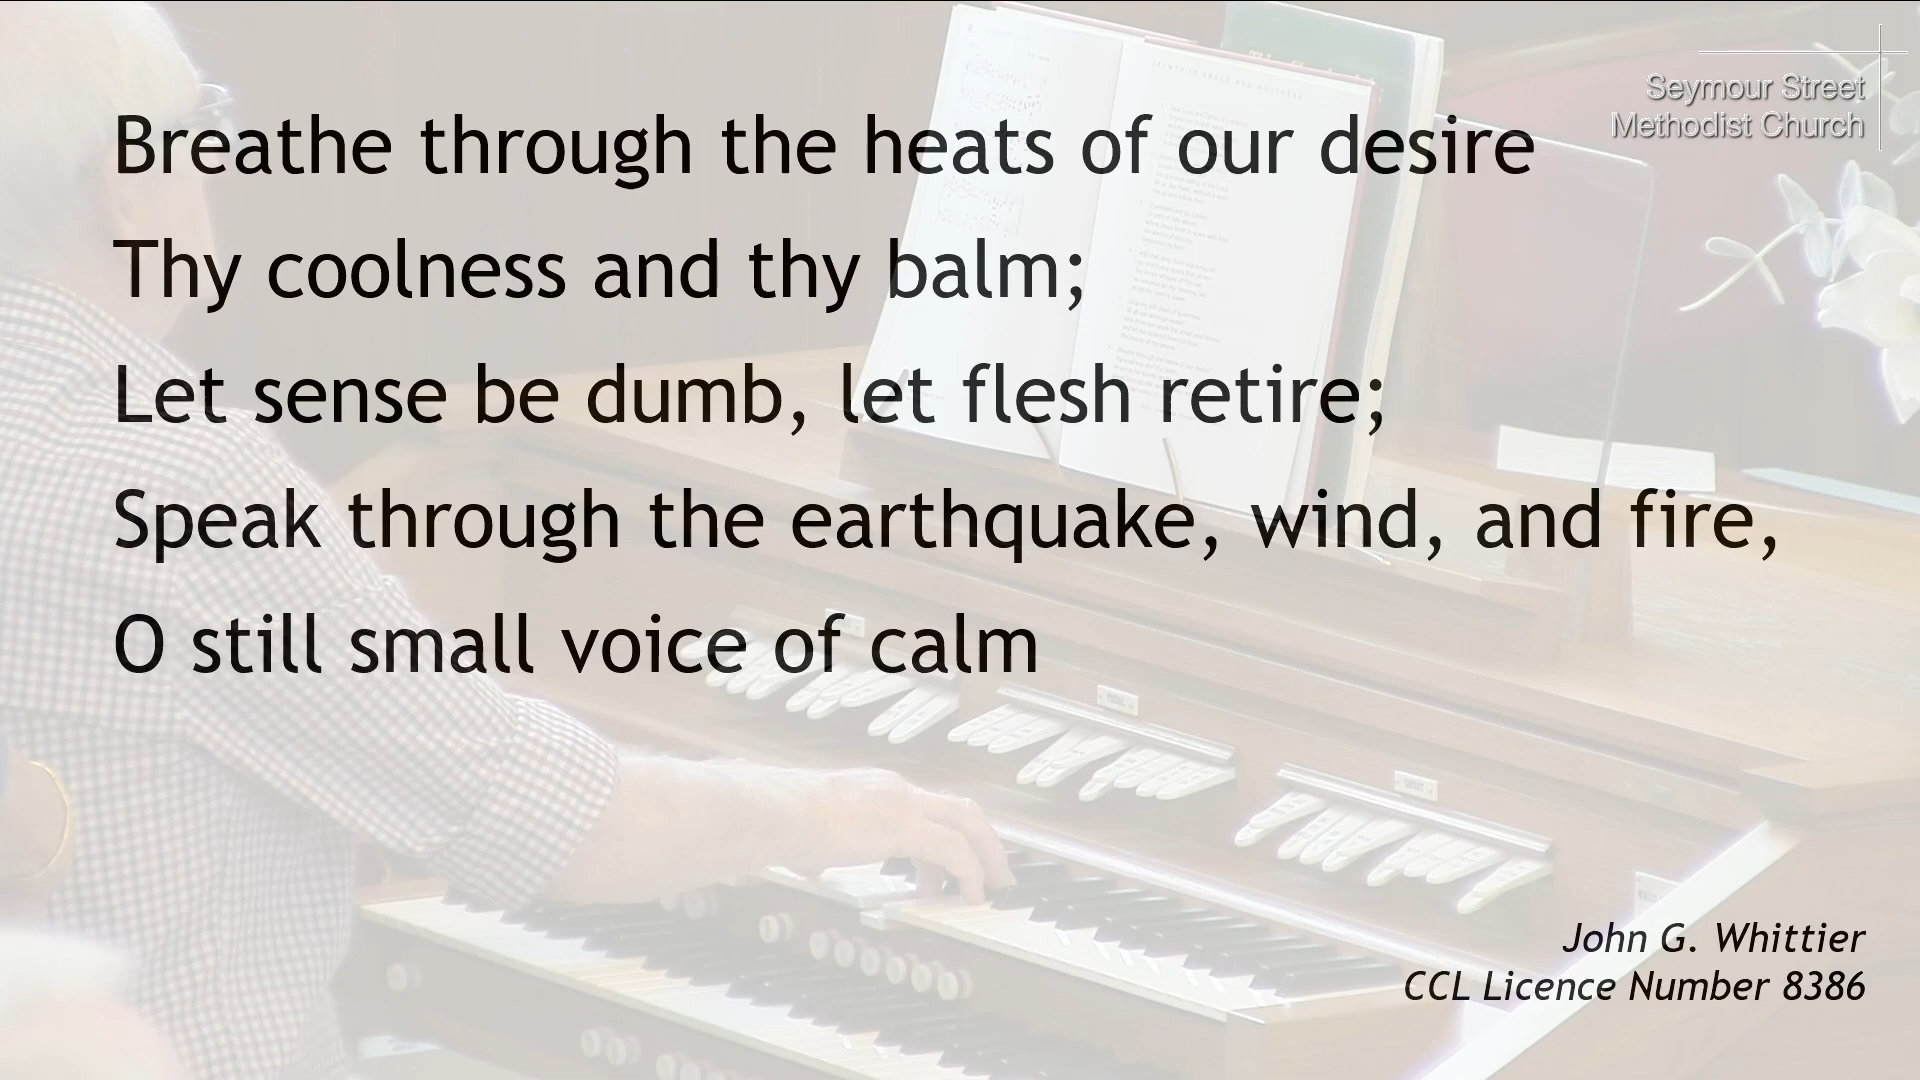 Seymour Street
Methodist Church
Breathe through the heats of our desire
Thy coolness and thy balm;
Let sense be dumb, let flesh retire;
Speak through the earthquake, wind, and fire,
O still small voice of calm
John G. Whittier
CCL Licence Number 8386